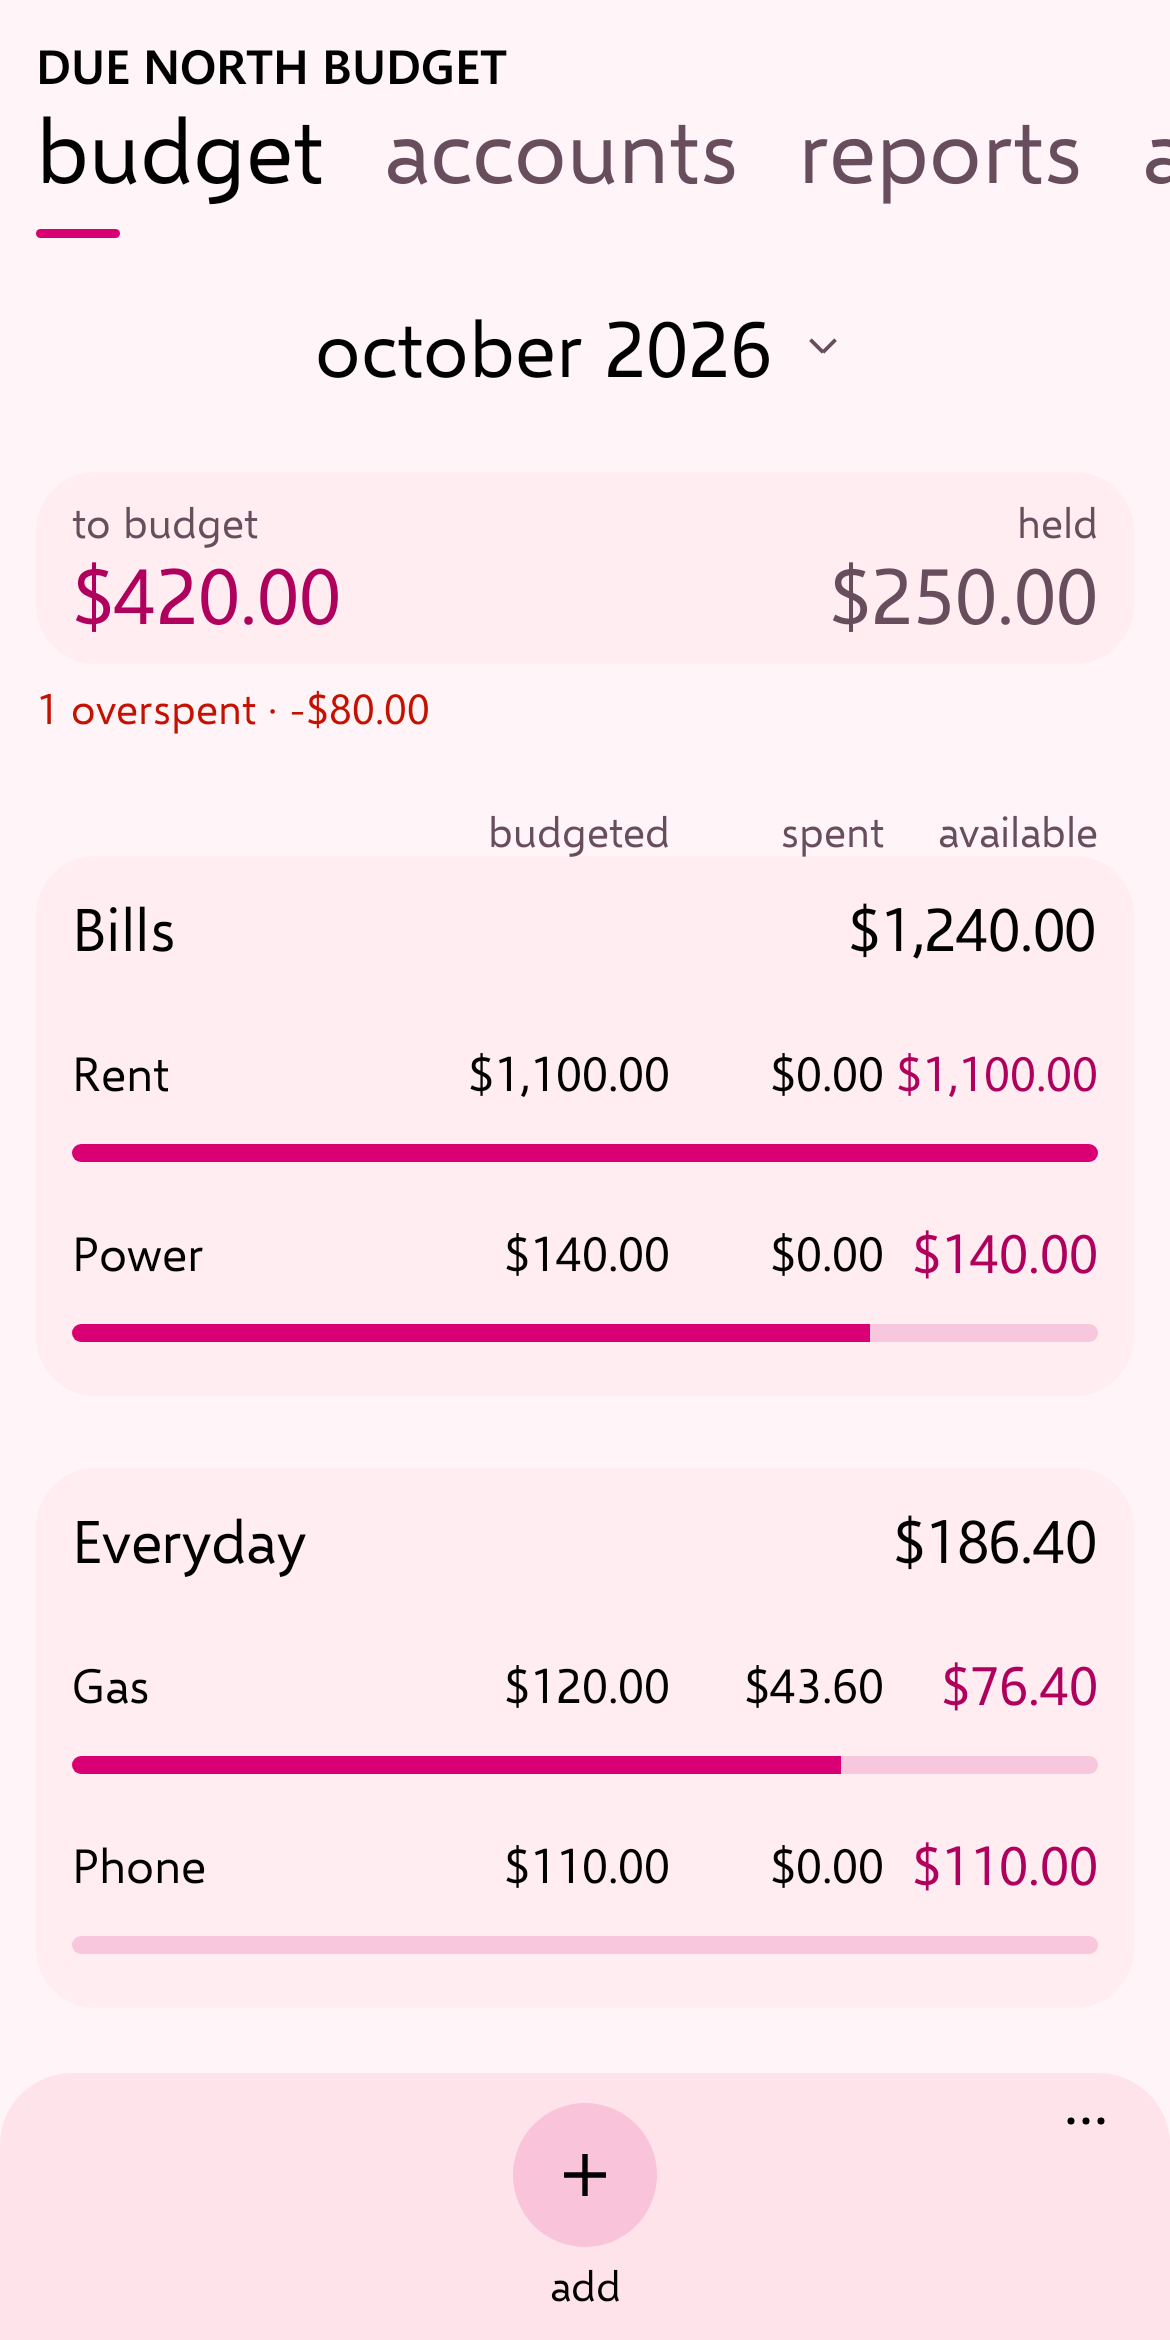 DUE NORTH BUDGET
budget accounts reports a
october 2026
to budget held
$420.00 $250.00
1 overspent · -$80.00
budgeted spent available
Bills $1,240.00
Rent $1,100.00 $0.00 $1,100.00
Power $140.00 $0.00 $140.00
Everyday $186.40
Gas $120.00 $43.60 $76.40
Phone $110.00 $0.00 $110.00
add